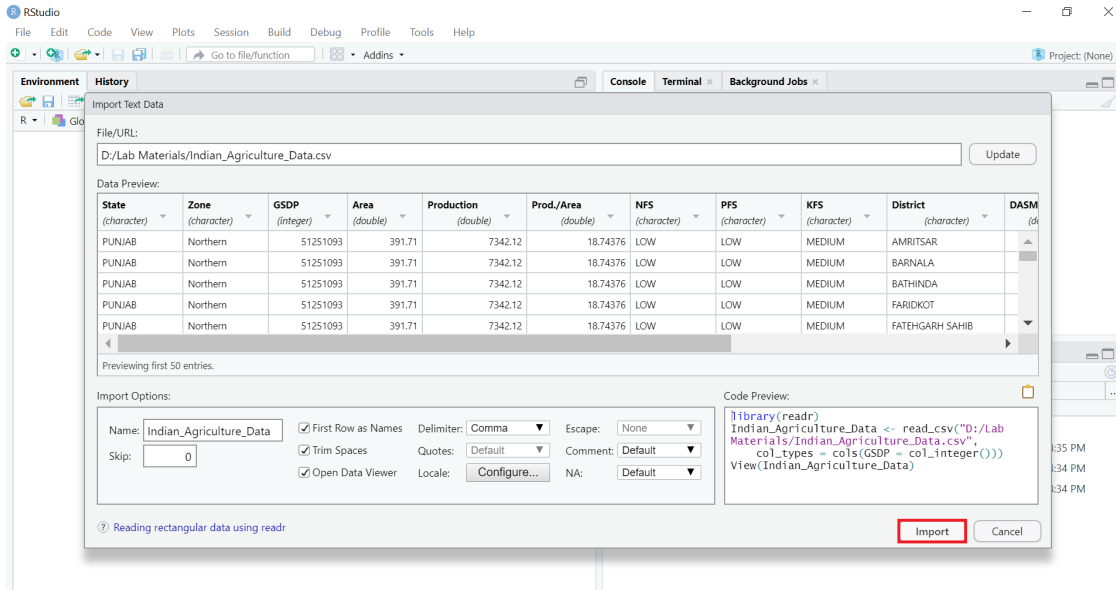 RStudio
File Edit Code View Plots Session Build Debug Profile Tools Help
Go to file/function Addins Project: (None)
Environment History Console Terminal Background Jobs
R Glo
Import Text Data
File/URL:
D:/Lab Materials/Indian_Agriculture_Data.csv Update
Data Preview:
State Zone GSDP Area Production Prod./Area NFS PFS KFS District DASM
(character) (character) (integer) (double) (double) (double) (character) (character) (character) (character) (d
PUNJAB Northern 51251093 391.71 7342.12 18.74376 LOW LOW MEDIUM AMRITSAR
PUNJAB Northern 51251093 391.71 7342.12 18.74376 LOW LOW MEDIUM BARNALA
PUNJAB Northern 51251093 391.71 7342.12 18.74376 LOW LOW MEDIUM BATHINDA
PUNJAB Northern 51251093 391.71 7342.12 18.74376 LOW LOW MEDIUM FARIDKOT
PUNJAB Northern 51251093 391.71 7342.12 18.74376 LOW LOW MEDIUM FATEHGARH SAHIB
Previewing first 50 entries.
Import Options:
Name: Indian_Agriculture_Data
Skip: 0
First Row as Names
Trim Spaces
Open Data Viewer
Delimiter: Comma
Quotes: Default
Locale: Configure...
Escape: None
Comment: Default
NA: Default
Code Preview:
library(readr)
Indian_Agriculture_Data <- read_csv("D:/Lab
Materials/Indian_Agriculture_Data.csv",
col_types = cols(GSDP = col_integer()))
View(Indian_Agriculture_Data)
:35 PM
:34 PM
:34 PM
Reading rectangular data using readr
Import Cancel